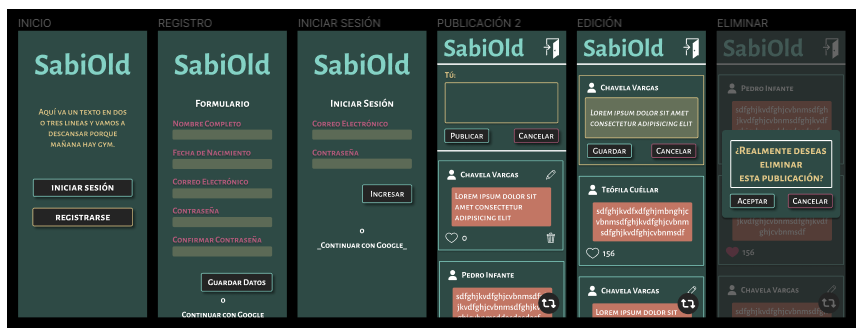 INICIO
SabiOld
Aquí va un texto en dos
o tres lineas y vamos a
descansar porque
mañana hay gym.
INICIAR SESIÓN
REGISTRARSE
REGISTRO
SabiOld
Formulario
Nombre Completo
Fecha de Nacimiento
Correo Electrónico
Contraseña
Confirmar Contraseña
Guardar Datos
o
Continuar con Google
INICIAR SESIÓN
SabiOld
Iniciar Sesión
Correo Electrónico
Contraseña
Ingresar
o
_Continuar con Google_
PUBLICACIÓN 2
SabiOld
Tú:
Publicar
Cancelar
Chavela Vargas
Lorem ipsum dolor sit
amet consectetur
adipisicing elit
0
Pedro Infante
sdfghjkvdfghjcvbnmsdf
jkvdfghjcvbnmsdfghj
EDICIÓN
SabiOld
Chavela Vargas
Lorem ipsum dolor sit amet
consectetur adipisicing elit
Guardar
Cancelar
Teófila Cuéllar
sdfghjkvdfxdfghjmbnghjc
vbnmsdfghjkvdfghjcvbnm
sdfghjkvdfghjcvbnmsdf
156
Chavela Vargas
Lorem ipsum dolor sit
ELIMINAR
SabiOld
Pedro Infante
sdfghjkvdfghjcvbnmsdfgh
¿Realmente deseas
eliminar
esta publicación?
Aceptar
Cancelar
ghjcvbnmsdf
156
Chavela Vargas